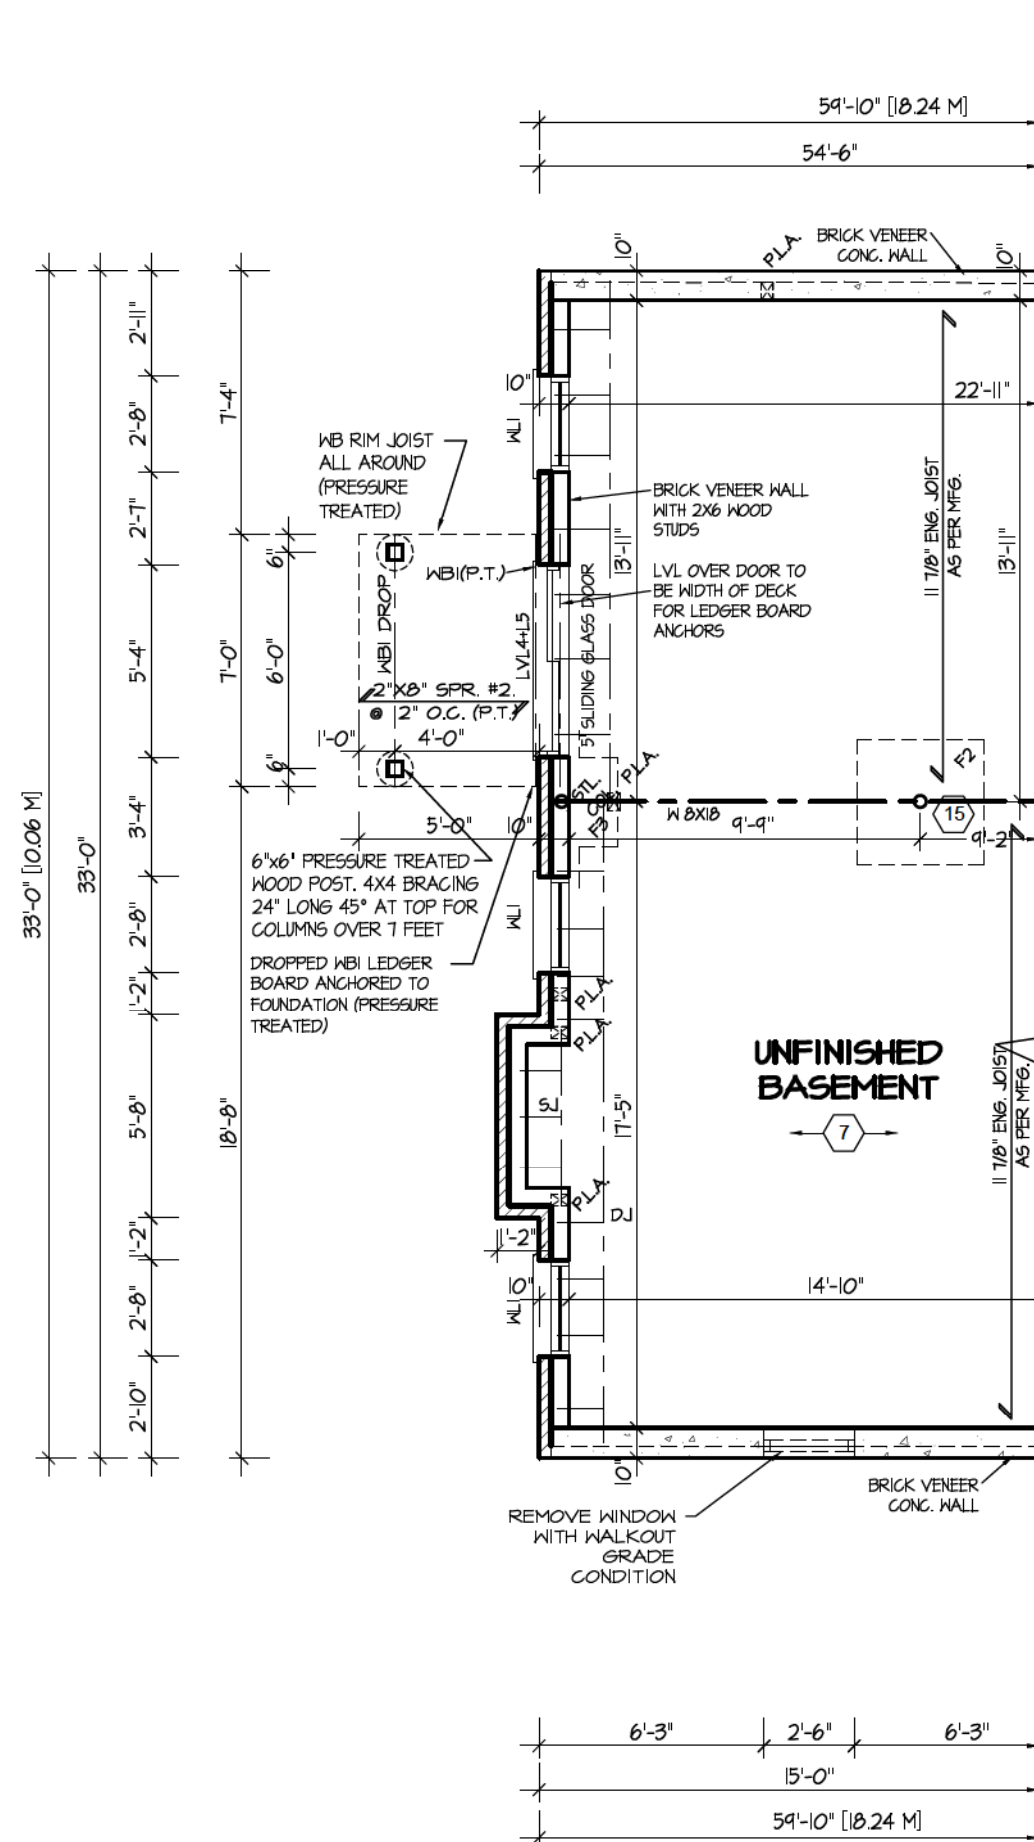 59'-10" [18.24 M]
54'-6"
10"
P.L.A.
BRICK VENEER
CONC. WALL
10"
2'-11"
2'-8"
2'-7"
5'-4"
3'-4"
2'-8"
1'-2"
5'-8"
1'-2"
2'-8"
2'-10"
33'-0" [10.06 M]
33'-0"
7'-4"
7'-0"
18'-8"
6"
6'-0"
6"
10"
WL1
22'-11"
WB RIM JOIST
ALL AROUND
(PRESSURE
TREATED)
BRICK VENEER WALL
WITH 2X6 WOOD
STUDS
11 7/8" ENG. JOIST
AS PER MFG.
13'-11"
13'-11"
WB1(P.T.)
LVL OVER DOOR TO
BE WIDTH OF DECK
FOR LEDGER BOARD
ANCHORS
WB1 DROP
LVL4+L5
5' SLIDING GLASS DOOR
2"X8" SPR. #2.
@ 12" O.C. (P.T.)
1'-0"
4'-0"
P.L.A.
STL.
COL.
F3
F2
W 8X18
15
5'-0"
10"
9'-9"
9'-2"
6"x6" PRESSURE TREATED
WOOD POST. 4X4 BRACING
24" LONG 45° AT TOP FOR
COLUMNS OVER 7 FEET
WL1
DROPPED WB1 LEDGER
BOARD ANCHORED TO
FOUNDATION (PRESSURE
TREATED)
P.L.A.
P.L.A.
UNFINISHED
BASEMENT
7
11 7/8" ENG. JOIST
AS PER MFG.
SJ
17'-5"
P.L.A.
DJ
1'-2"
10"
WL1
14'-10"
10"
BRICK VENEER
CONC. WALL
REMOVE WINDOW
WITH WALKOUT
GRADE
CONDITION
6'-3"
2'-6"
6'-3"
15'-0"
59'-10" [18.24 M]